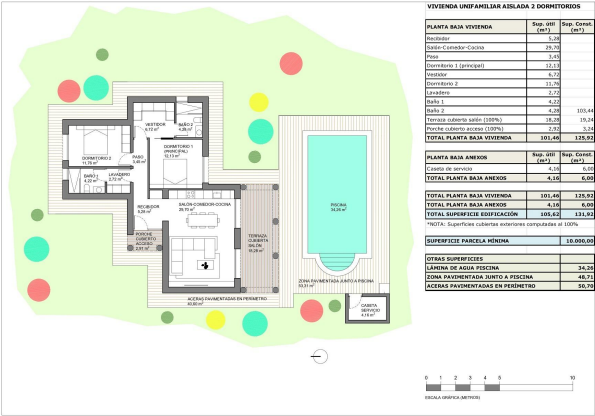 VIVIENDA UNIFAMILIAR AISLADA 2 DORMITORIOS
PLANTA BAJA VIVIENDA Sup. útil (m²) Sup. Const. (m²)
Recibidor 5,28
Salón-Comedor-Cocina 29,70
Paso 3,45
Dormitorio 1 (principal) 12,13
Vestidor 6,72
Dormitorio 2 11,76
Lavadero 2,72
Baño 1 4,22
Baño 2 4,28 103,44
Terraza cubierta salón (100%) 18,28 19,24
Porche cubierto acceso (100%) 2,92 3,24
TOTAL PLANTA BAJA VIVIENDA 101,46 125,92
PLANTA BAJA ANEXOS Sup. útil (m²) Sup. Const. (m²)
Caseta de servicio 4,16 6,00
TOTAL PLANTA BAJA ANEXOS 4,16 6,00
TOTAL PLANTA BAJA VIVIENDA 101,46 125,92
TOTAL PLANTA BAJA ANEXOS 4,16 6,00
TOTAL SUPERFICIE EDIFICACIÓN 105,62 131,92
*NOTA: Superficies cubiertas exteriores computadas al 100%
SUPERFICIE PARCELA MÍNIMA 10.000,00
OTRAS SUPERFICIES
LÁMINA DE AGUA PISCINA 34,26
ZONA PAVIMENTADA JUNTO A PISCINA 48,71
ACERAS PAVIMENTADAS EN PERÍMETRO 50,70
VESTIDOR
6,72 m²
BAÑO 2
4,28 m²
DORMITORIO 2
11,76 m²
PASO
3,45 m²
DORMITORIO 1
(PRINCIPAL)
12,13 m²
BAÑO 1
4,22 m²
LAVADERO
2,72 m²
RECIBIDOR
5,28 m²
SALÓN-COMEDOR-COCINA
29,70 m²
PORCHE
CUBIERTO
ACCESO
TERRAZA
CUBIERTA
SALÓN
18,28 m²
PISCINA
34,26 m²
ZONA PAVIMENTADA JUNTO A PISCINA
ACERAS PAVIMENTADAS EN PERÍMETRO
CASETA
SERVICIO
4,16 m²
0 1 2 3 4 5 10
ESCALA GRÁFICA (METROS)